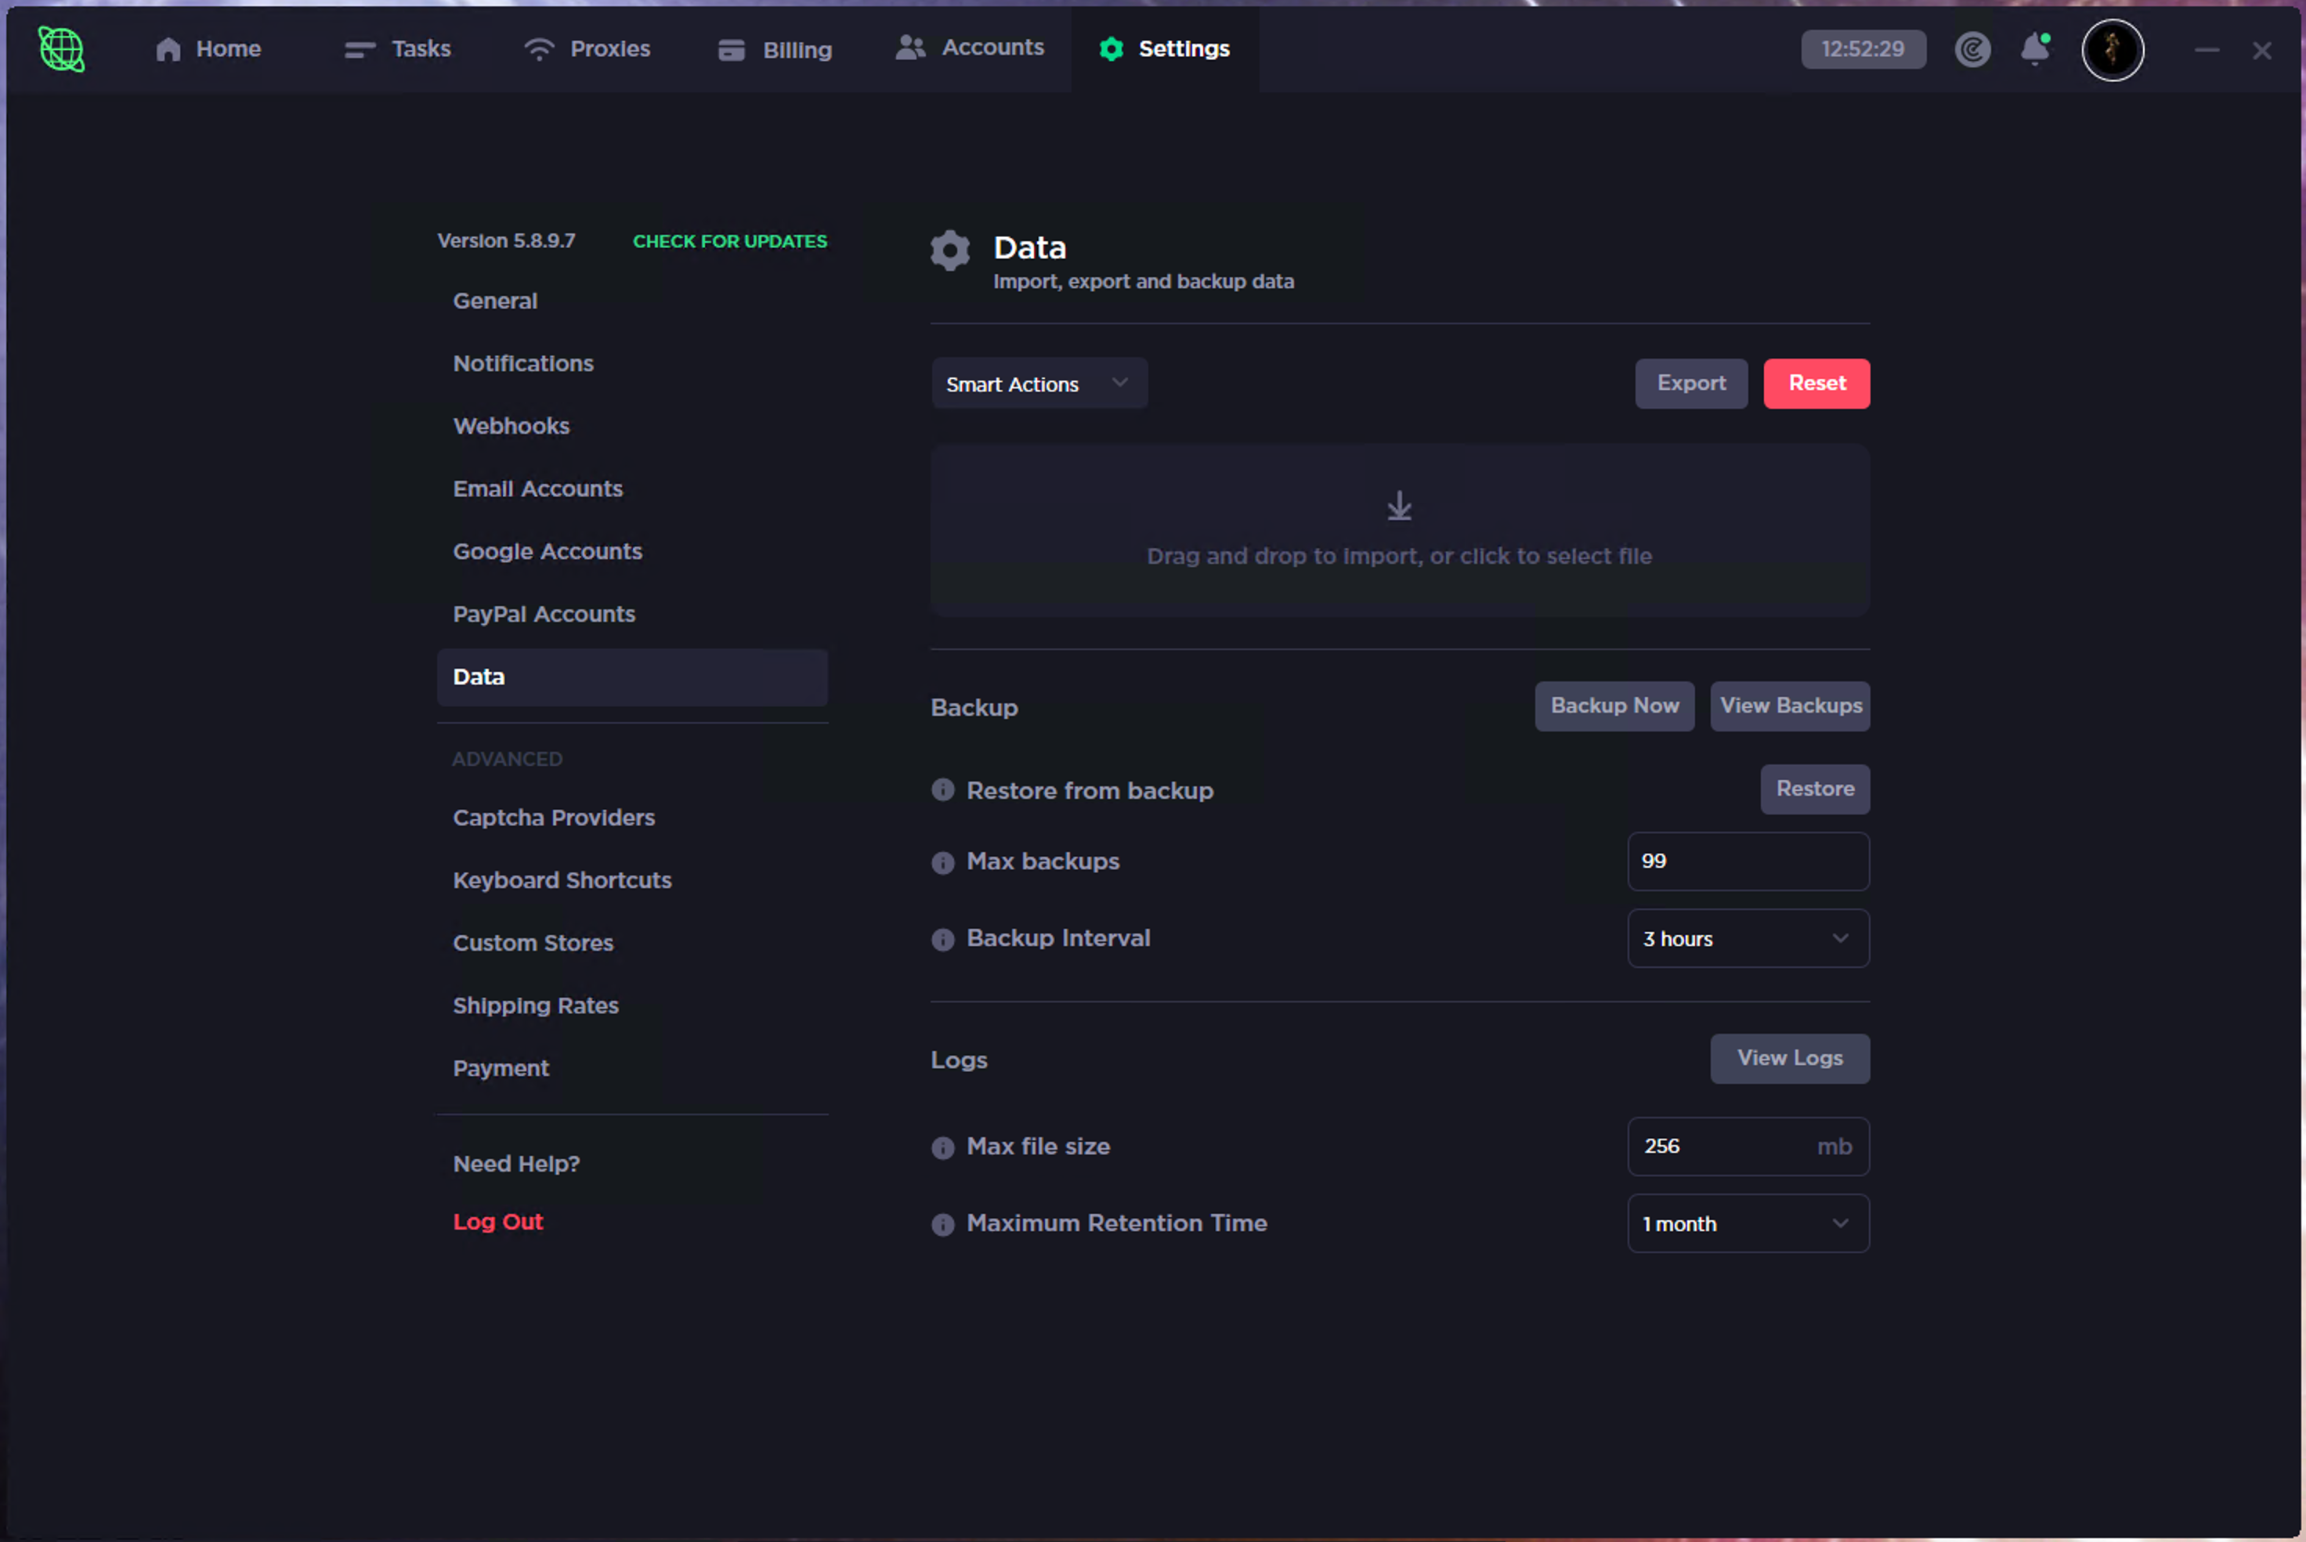 Home
Tasks
Proxies
Billing
Accounts
Settings
12:52:29
Version 5.8.9.7
CHECK FOR UPDATES
General
Notifications
Webhooks
Email Accounts
Google Accounts
PayPal Accounts
Data
ADVANCED
Captcha Providers
Keyboard Shortcuts
Custom Stores
Shipping Rates
Payment
Need Help?
Log Out
Data
Import, export and backup data
Smart Actions
Export
Reset
Drag and drop to import, or click to select file
Backup
Backup Now
View Backups
Restore from backup
Restore
Max backups
99
Backup Interval
3 hours
Logs
View Logs
Max file size
256 mb
Maximum Retention Time
1 month